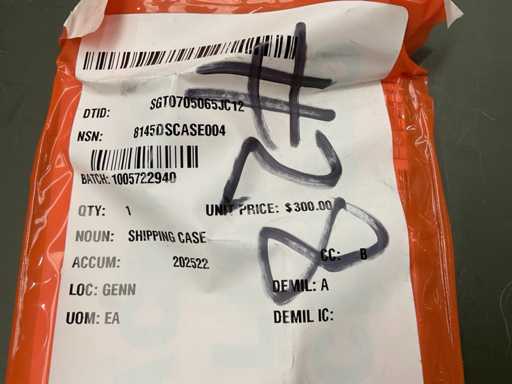 DTID: SGT0705065JC12
NSN: 8145DSCASE004
BATCH: 1005722940
QTY: 1 UNIT PRICE: $300.00
NOUN: SHIPPING CASE
CC: B
ACCUM: 202522
LOC: GENN DEMIL: A
UOM: EA DEMIL IC:
#28